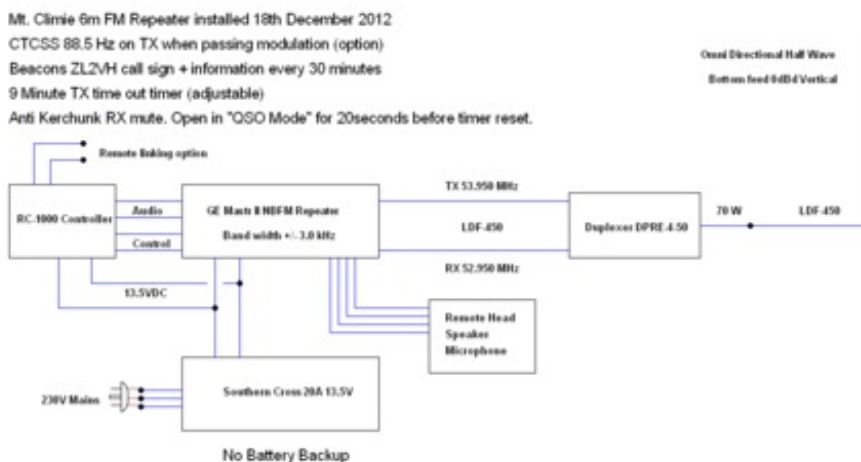 Mt. Climie 6m FM Repeater installed 18th December 2012
CTCSS 88.5 Hz on TX when passing modulation (option)
Beacons ZL2VH call sign + information every 30 minutes
9 Minute TX time out timer (adjustable)
Anti Kerchunk RX mute. Open in "QSO Mode" for 20seconds before timer reset.
Omni Directional Half Wave
Bottom feed 0dBd Vertical
Remote linking option
RC-1000 Controller
Audio
Control
GE Mastr II NBFM Repeater
Band width +/- 3.0 kHz
TX 53.950 MHz
LDF-450
RX 52.950 MHz
Duplexer DPRE-4-50
70 W
LDF-450
13.5VDC
Remote Head
Speaker
Microphone
230V Mains
Southern Cross 20A 13.5V
No Battery Backup